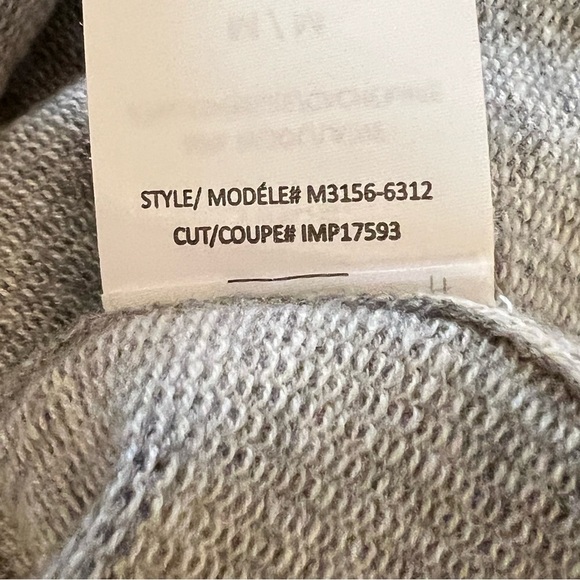 M / M
STYLE/ MODÉLE# M3156-6312
CUT/COUPE# IMP17593